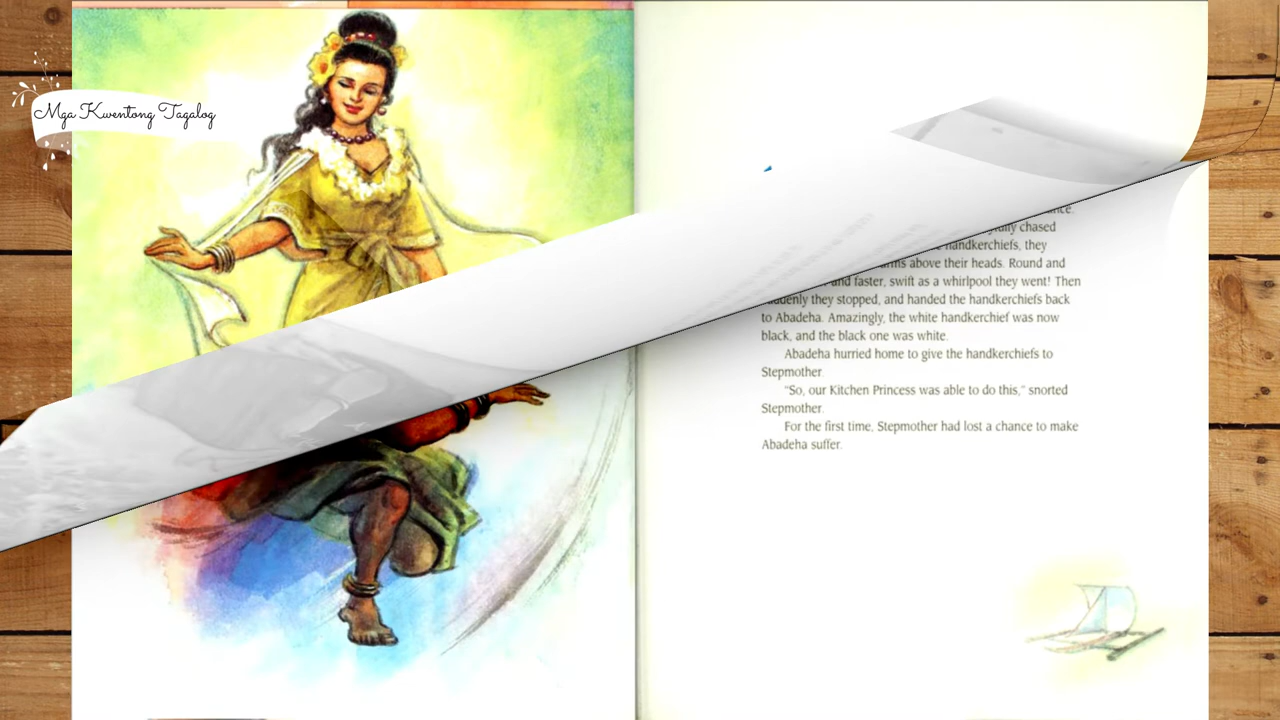 Mga Kwentong Tagalog
chased
handkerchiefs, they
above their heads. Round and
and faster, swift as a whirlpool they went! Then
suddenly they stopped, and handed the handkerchiefs back
to Abadeha. Amazingly, the white handkerchief was now
black, and the black one was white.
Abadeha hurried home to give the handkerchiefs to
Stepmother.
“So, our Kitchen Princess was able to do this,” snorted
Stepmother.
For the first time, Stepmother had lost a chance to make
Abadeha suffer.